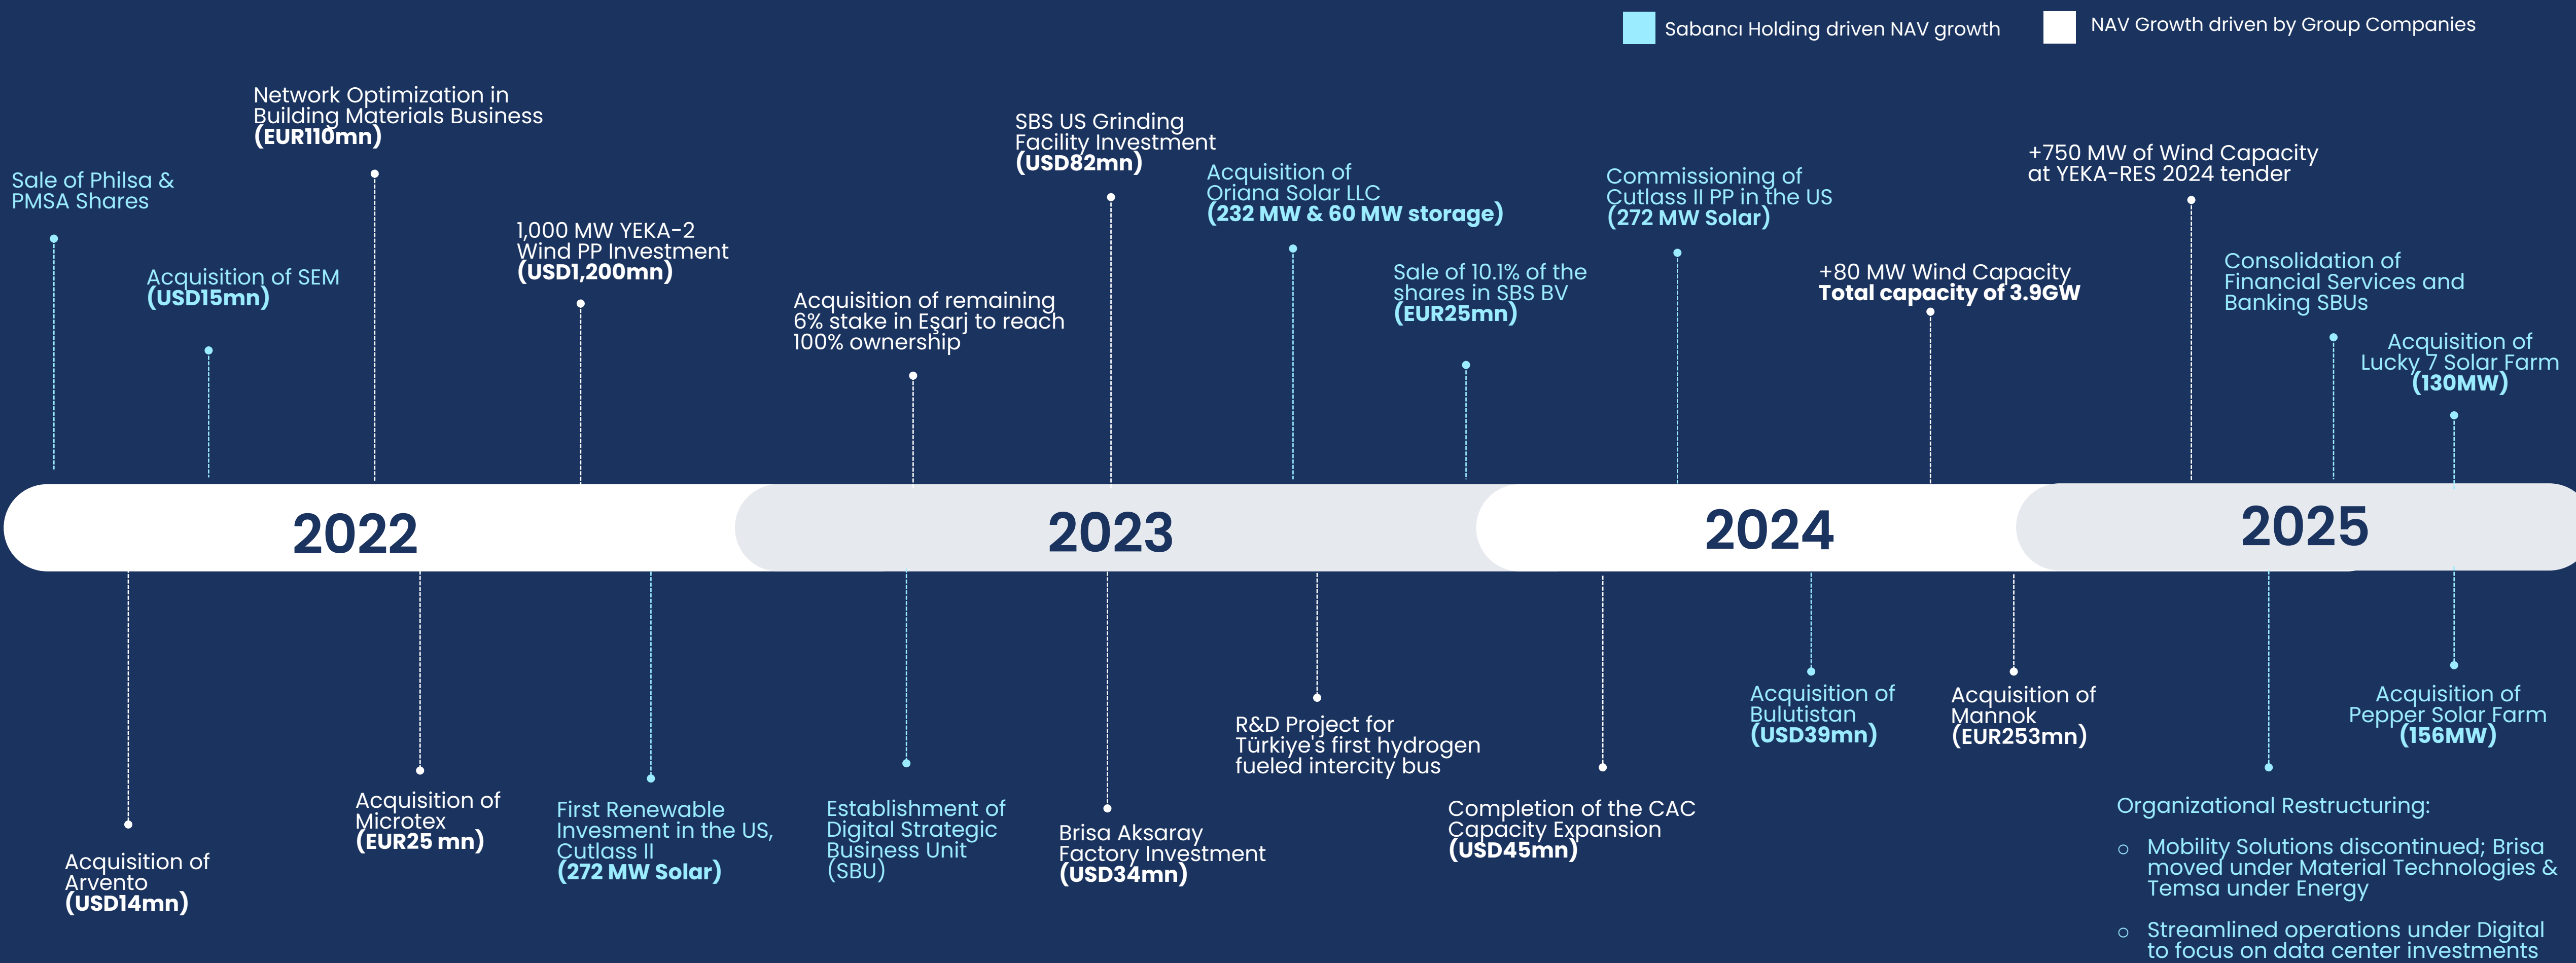 Sabancı Holding driven NAV growth
NAV Growth driven by Group Companies
Sale of Philsa &
PMSA Shares
Acquisition of SEM
(USD15mn)
Network Optimization in
Building Materials Business
(EUR110mn)
1,000 MW YEKA-2
Wind PP Investment
(USD1,200mn)
Acquisition of remaining
6% stake in Eşarj to reach
100% ownership
SBS US Grinding
Facility Investment
(USD82mn)
Acquisition of
Oriana Solar LLC
(232 MW & 60 MW storage)
Sale of 10.1% of the
shares in SBS BV
(EUR25mn)
Commissioning of
Cutlass II PP in the US
(272 MW Solar)
+80 MW Wind Capacity
Total capacity of 3.9GW
+750 MW of Wind Capacity
at YEKA-RES 2024 tender
Consolidation of
Financial Services and
Banking SBUs
Acquisition of
Lucky 7 Solar Farm
(130MW)
2022
2023
2024
2025
Acquisition of
Arvento
(USD14mn)
Acquisition of
Microtex
(EUR25 mn)
First Renewable
Invesment in the US,
Cutlass II
(272 MW Solar)
Establishment of
Digital Strategic
Business Unit
(SBU)
Brisa Aksaray
Factory Investment
(USD34mn)
R&D Project for
Türkiye's first hydrogen
fueled intercity bus
Completion of the CAC
Capacity Expansion
(USD45mn)
Acquisition of
Bulutistan
(USD39mn)
Acquisition of
Mannok
(EUR253mn)
Acquisition of
Pepper Solar Farm
(156MW)
Organizational Restructuring:
o Mobility Solutions discontinued; Brisa
moved under Material Technologies &
Temsa under Energy
o Streamlined operations under Digital
to focus on data center investments